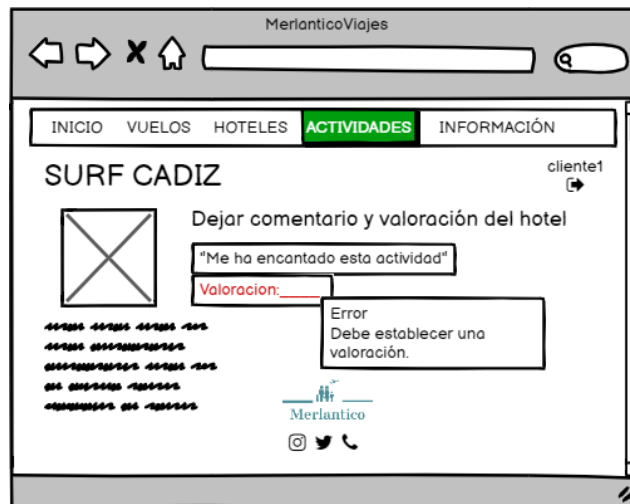 MerlanticoViajes
INICIO VUELOS HOTELES ACTIVIDADES INFORMACIÓN
SURF CADIZ
cliente1
Dejar comentario y valoración del hotel
"Me ha encantado esta actividad"
Valoracion:_____
Error
Debe establecer una
valoración.
Merlantico